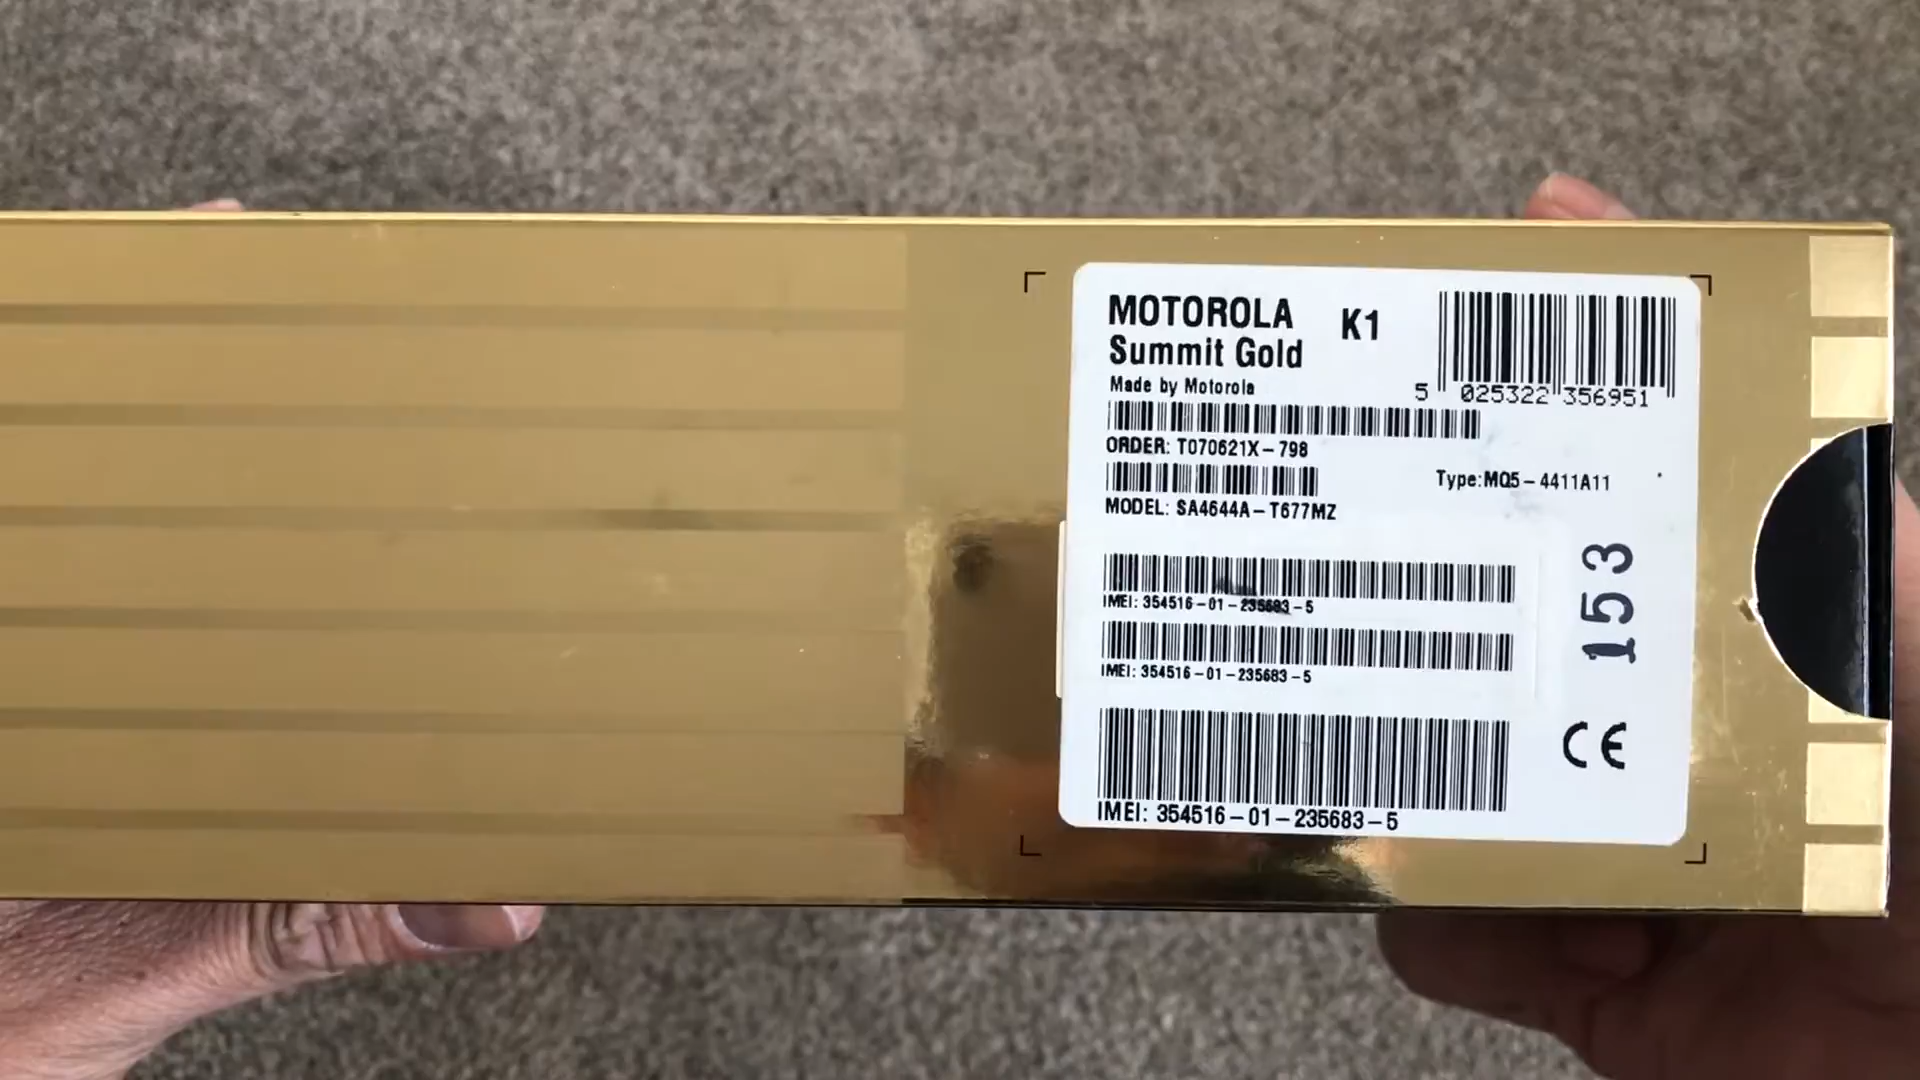 MOTOROLA
Summit Gold
K1
Made by Motorola
5 025322 356951
ORDER: T070621X-798
Type:MQ5-4411A11
MODEL: SA4644A-T677MZ
IMEI: 354516-01-235683-5
IMEI: 354516-01-235683-5
153
CE
IMEI: 354516-01-235683-5